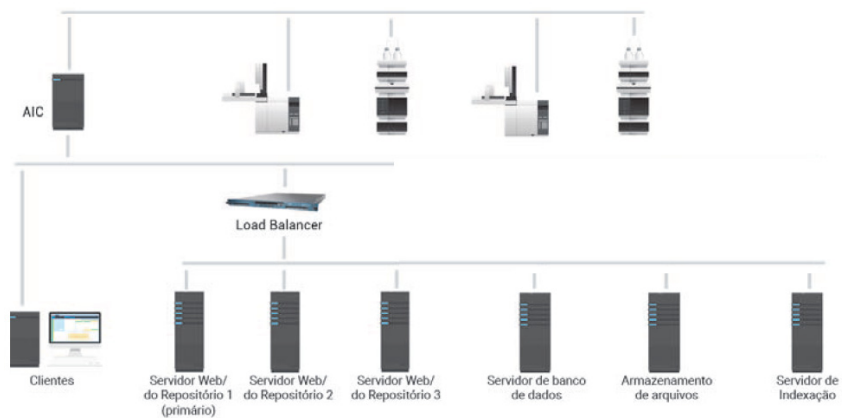 AIC
Load Balancer
Clientes
Servidor Web/
do Repositório 1
(primário)
Servidor Web/
do Repositório 2
Servidor Web/
do Repositório 3
Servidor de banco
de dados
Armazenamento
de arquivos
Servidor de
Indexação